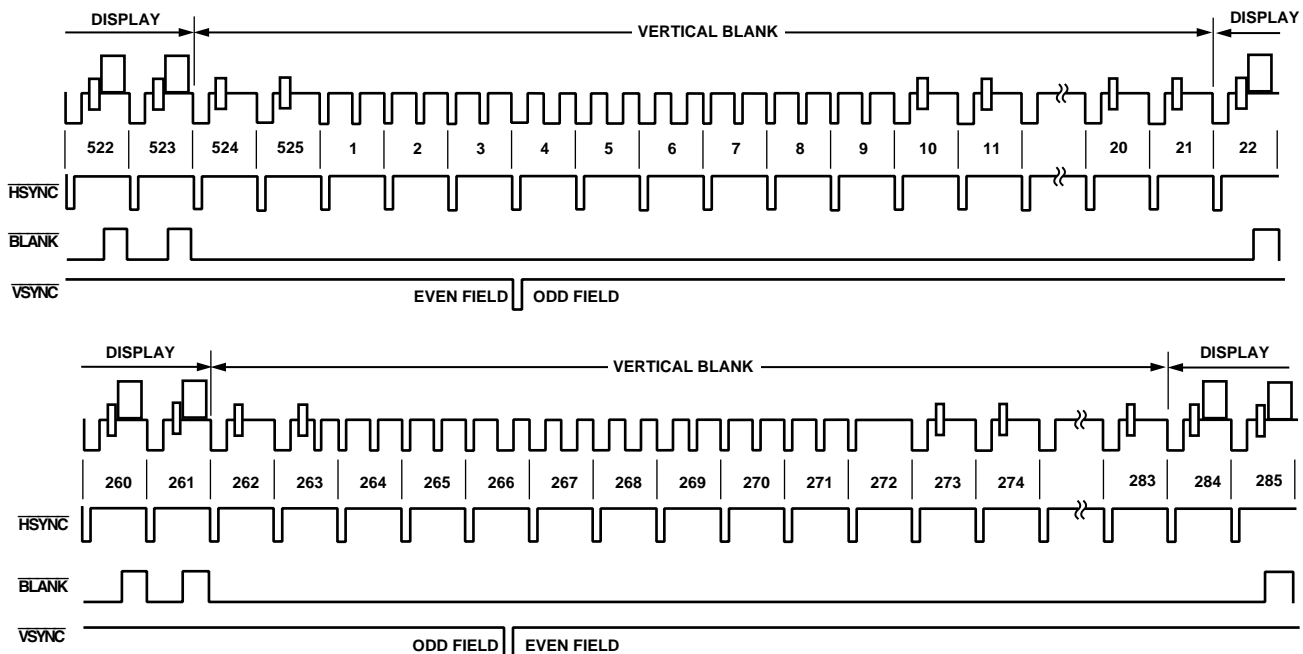 DISPLAY VERTICAL BLANK DISPLAY
522 523 524 525 1 2 3 4 5 6 7 8 9 10 11 20 21 22
HSYNC
BLANK
VSYNC
EVEN FIELD ODD FIELD
DISPLAY VERTICAL BLANK DISPLAY
260 261 262 263 264 265 266 267 268 269 270 271 272 273 274 283 284 285
HSYNC
BLANK
VSYNC
ODD FIELD EVEN FIELD